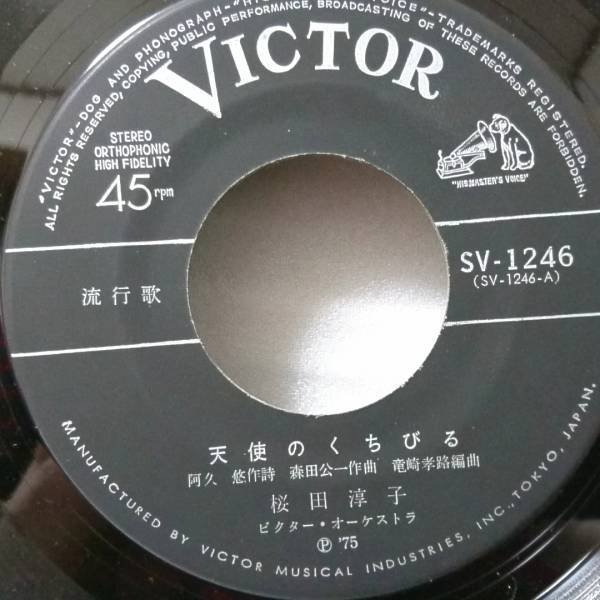 "VICTOR"-DOG AND PHONOGRAPH-"HIS
VOICE"-TRADEMARKS REGISTERED.
ALL RIGHTS RESERVED, COPYING, PUBLIC PERFORMANCE, BROADCASTING OF THESE RECORDS ARE FORBIDDEN.
VICTOR
STEREO
ORTHOPHONIC
HIGH FIDELITY
45rpm
"HIS MASTER'S VOICE"
流行歌
SV-1246
(SV-1246-A)
天使のくちびる
阿久 悠作詩 森田公一作曲 竜崎孝路編曲
桜田淳子
ビクター・オーケストラ
Ⓟ '75
MANUFACTURED BY VICTOR MUSICAL INDUSTRIES, INC., TOKYO, JAPAN.